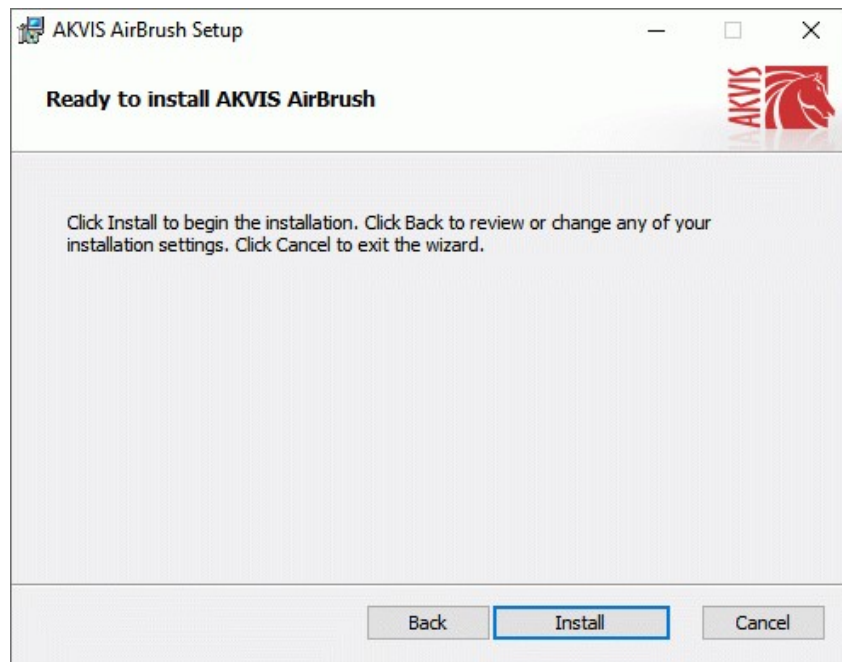 AKVIS AirBrush Setup
Ready to install AKVIS AirBrush
AKVIS
Click Install to begin the installation. Click Back to review or change any of your
installation settings. Click Cancel to exit the wizard.
Back
Install
Cancel